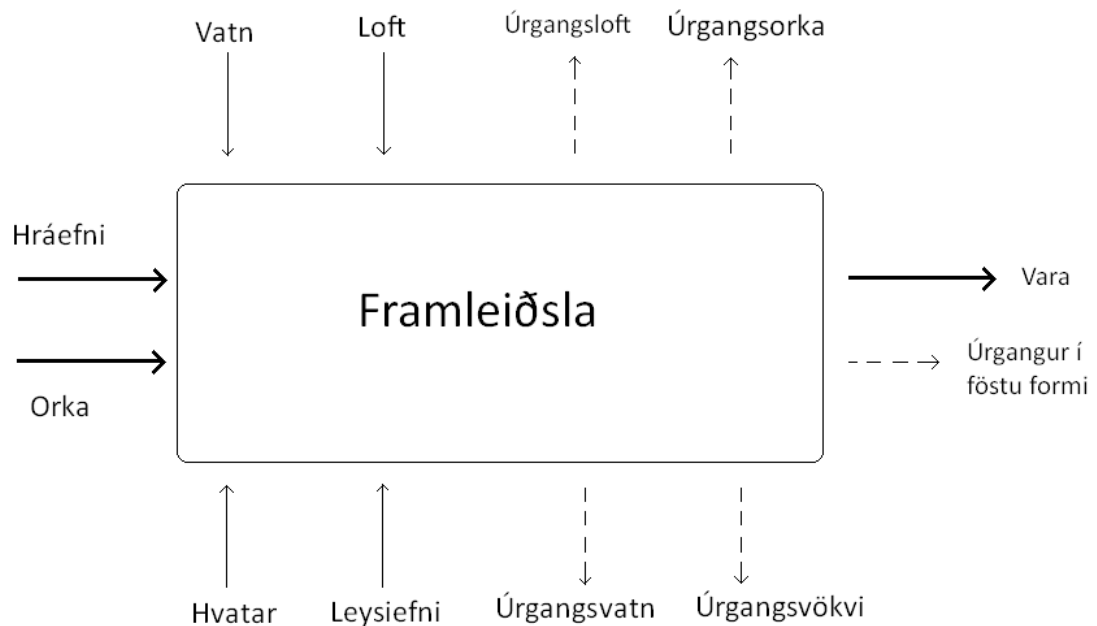 Vatn
Loft
Úrgangsloft
Úrgangsorka
Hráefni
Framleiðsla
Vara
Orka
Úrgangur í
föstu formi
Hvatar
Leysiefni
Úrgangsvatn
Úrgangsvökvi